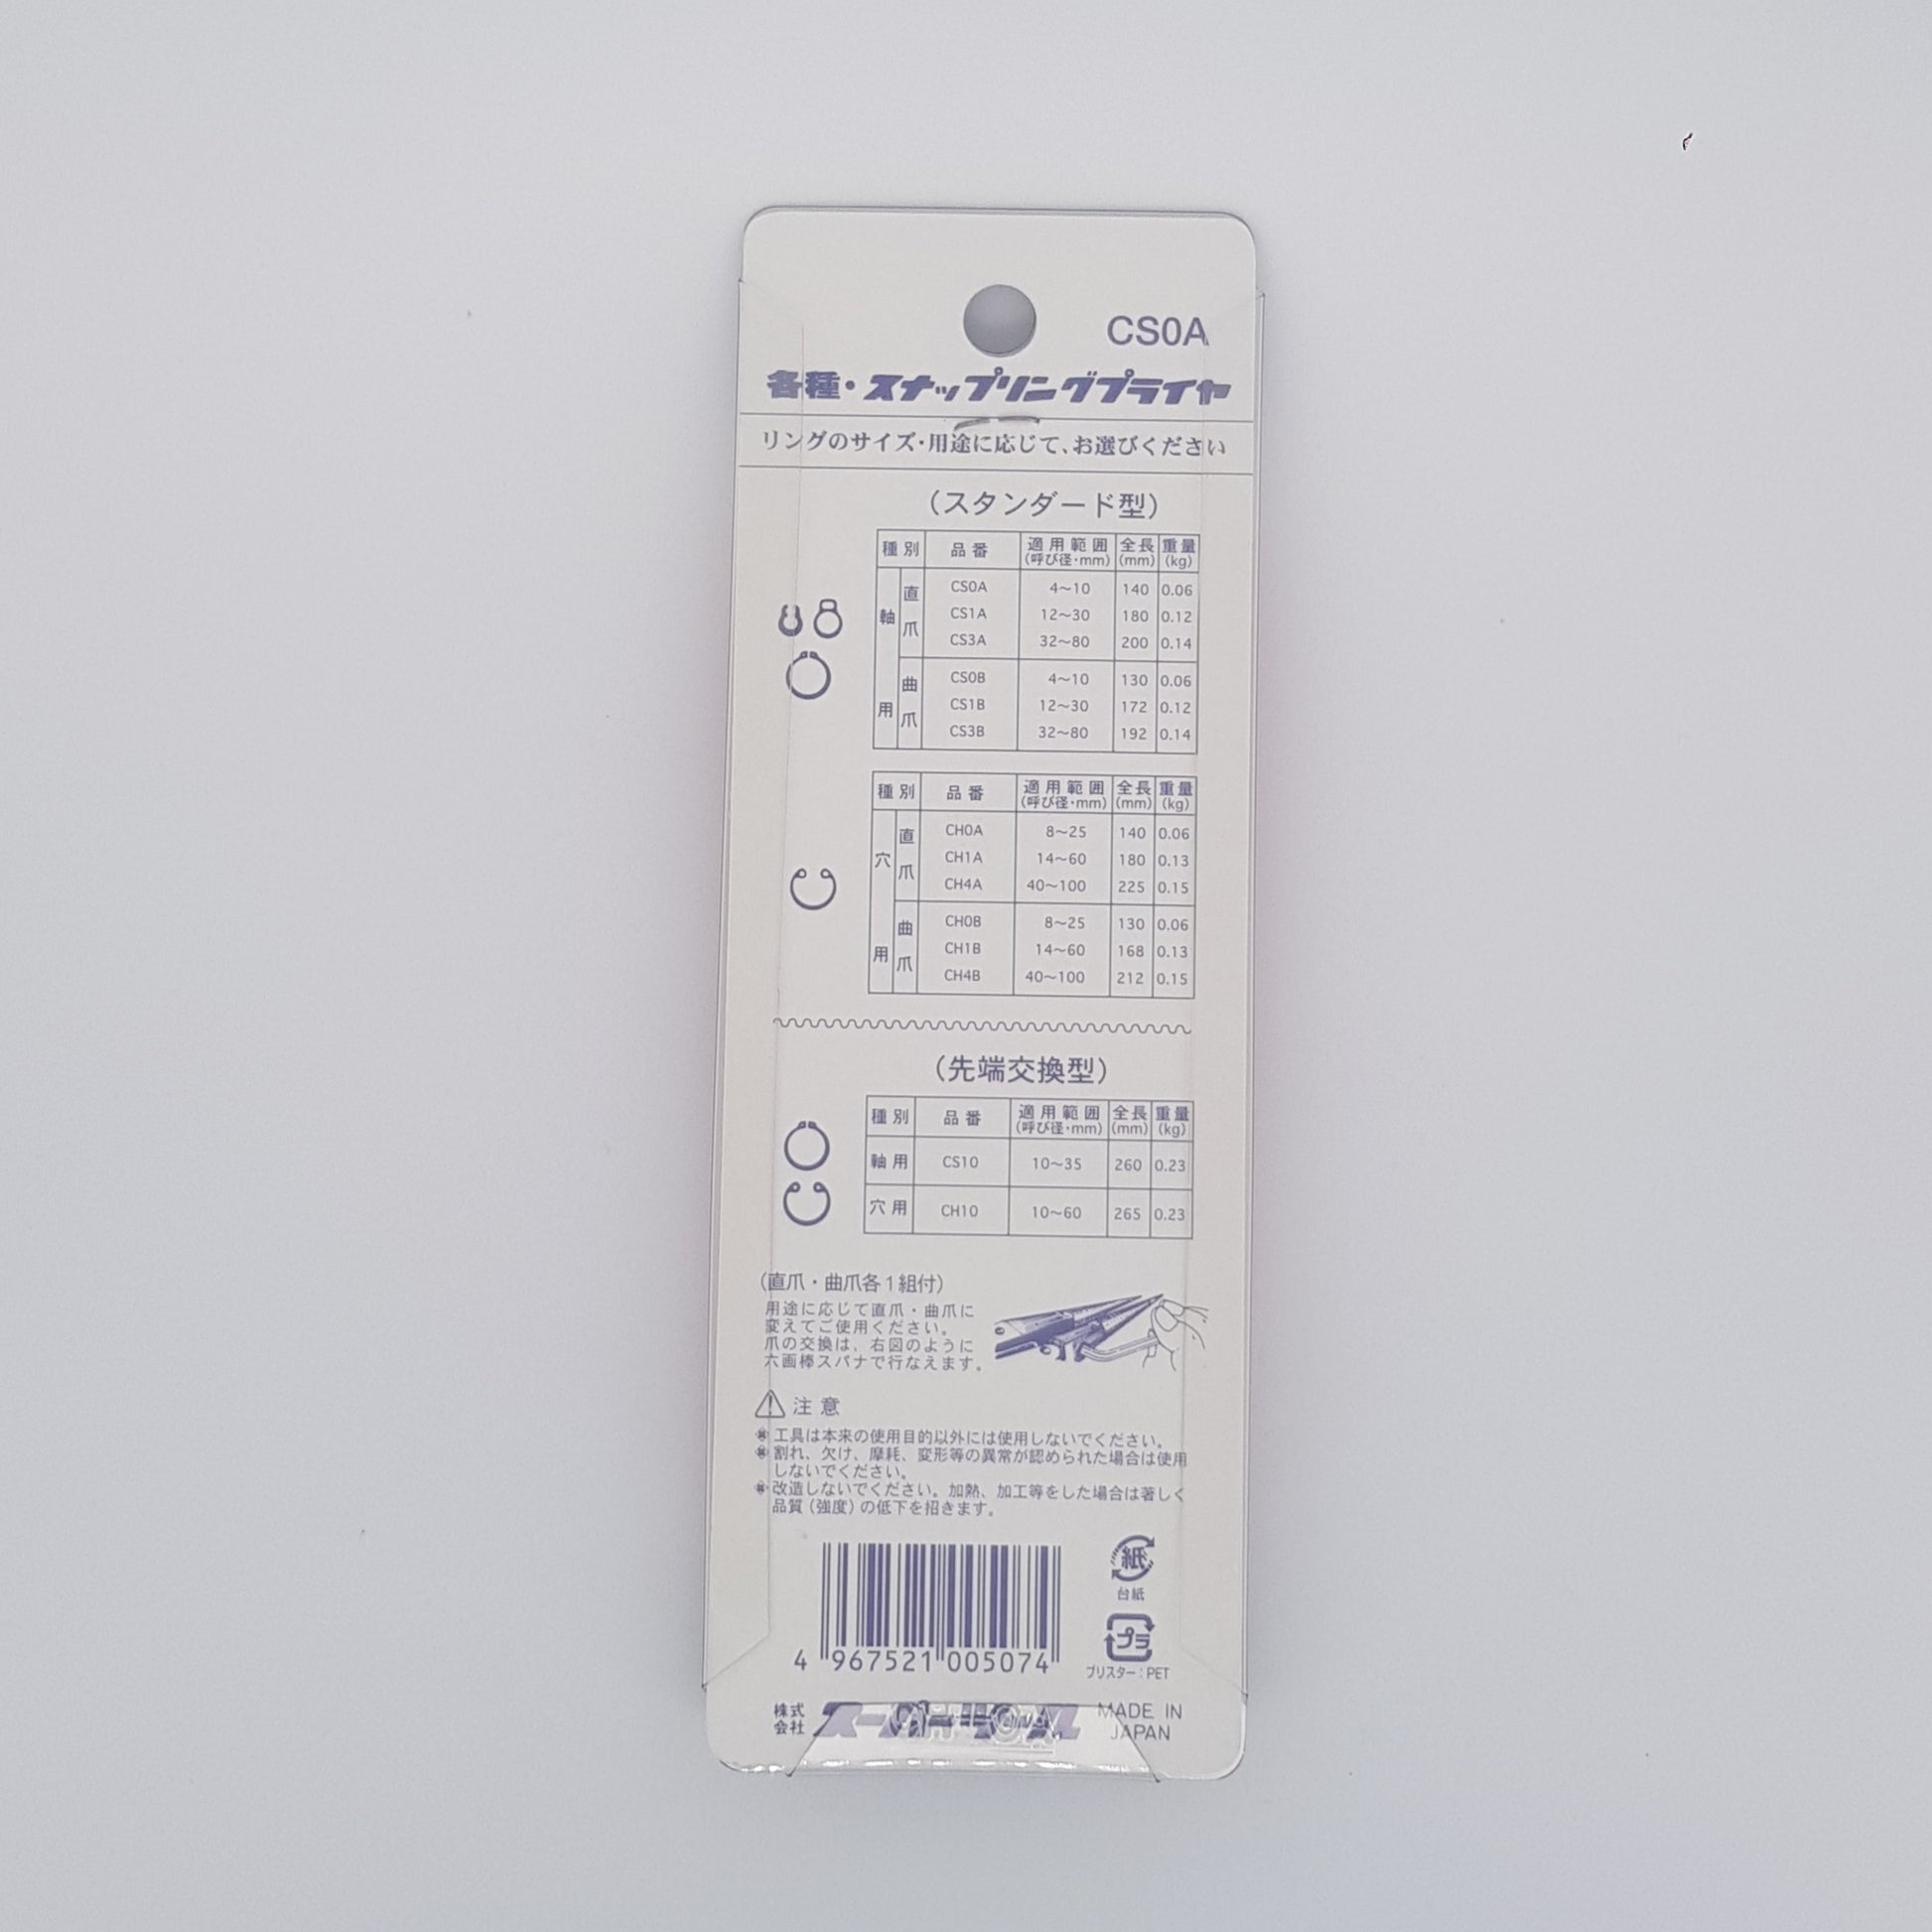 CS0A
各種・スナップリングプライヤ
リングのサイズ・用途に応じて、お選びください
（スタンダード型）
種別 品番 適用範囲(呼び径・mm) 全長(mm) 重量(kg)
軸用 直爪 CS0A 4〜10 140 0.06
CS1A 12〜30 180 0.12
CS3A 32〜80 200 0.14
曲爪 CS0B 4〜10 130 0.06
CS1B 12〜30 172 0.12
CS3B 32〜80 192 0.14
種別 品番 適用範囲(呼び径・mm) 全長(mm) 重量(kg)
穴用 直爪 CH0A 8〜25 140 0.06
CH1A 14〜60 180 0.13
CH4A 40〜100 225 0.15
曲爪 CH0B 8〜25 130 0.06
CH1B 14〜60 168 0.13
CH4B 40〜100 212 0.15
（先端交換型）
種別 品番 適用範囲(呼び径・mm) 全長(mm) 重量(kg)
軸用 CS10 10〜35 260 0.23
穴用 CH10 10〜60 265 0.23
（直爪・曲爪各1組付）
用途に応じて直爪・曲爪に
変えてご使用ください。
爪の交換は、右図のように
六画棒スパナで行なえます。
注意
※工具は本来の使用目的以外には使用しないでください。
※割れ、欠け、摩耗、変形等の異常が認められた場合は使用
しないでください。
※改造しないでください。加熱、加工等をした場合は著しく
品質（強度）の低下を招きます。
紙
台紙
プラ
ブリスター：PET
4 967521 005074
株式会社 スーパーツール
MADE IN
JAPAN